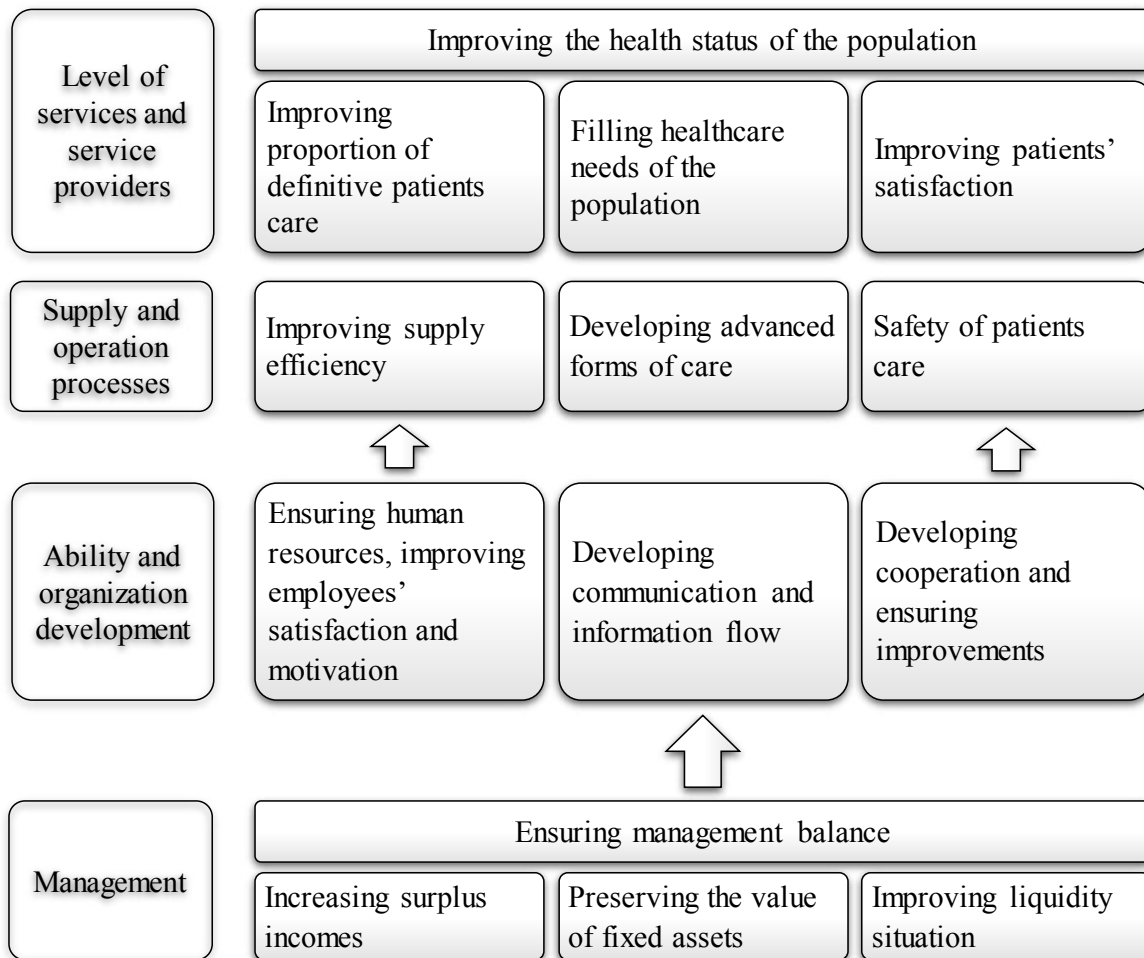 Level of
services and
service
providers
Improving the health status of the population
Improving
proportion of
definitive patients
care
Filling healthcare
needs of the
population
Improving patients’
satisfaction
Supply and
operation
processes
Improving supply
efficiency
Developing advanced
forms of care
Safety of patients
care
Ability and
organization
development
Ensuring human
resources, improving
employees’
satisfaction and
motivation
Developing
communication and
information flow
Developing
cooperation and
ensuring
improvements
Management
Ensuring management balance
Increasing surplus
incomes
Preserving the value
of fixed assets
Improving liquidity
situation